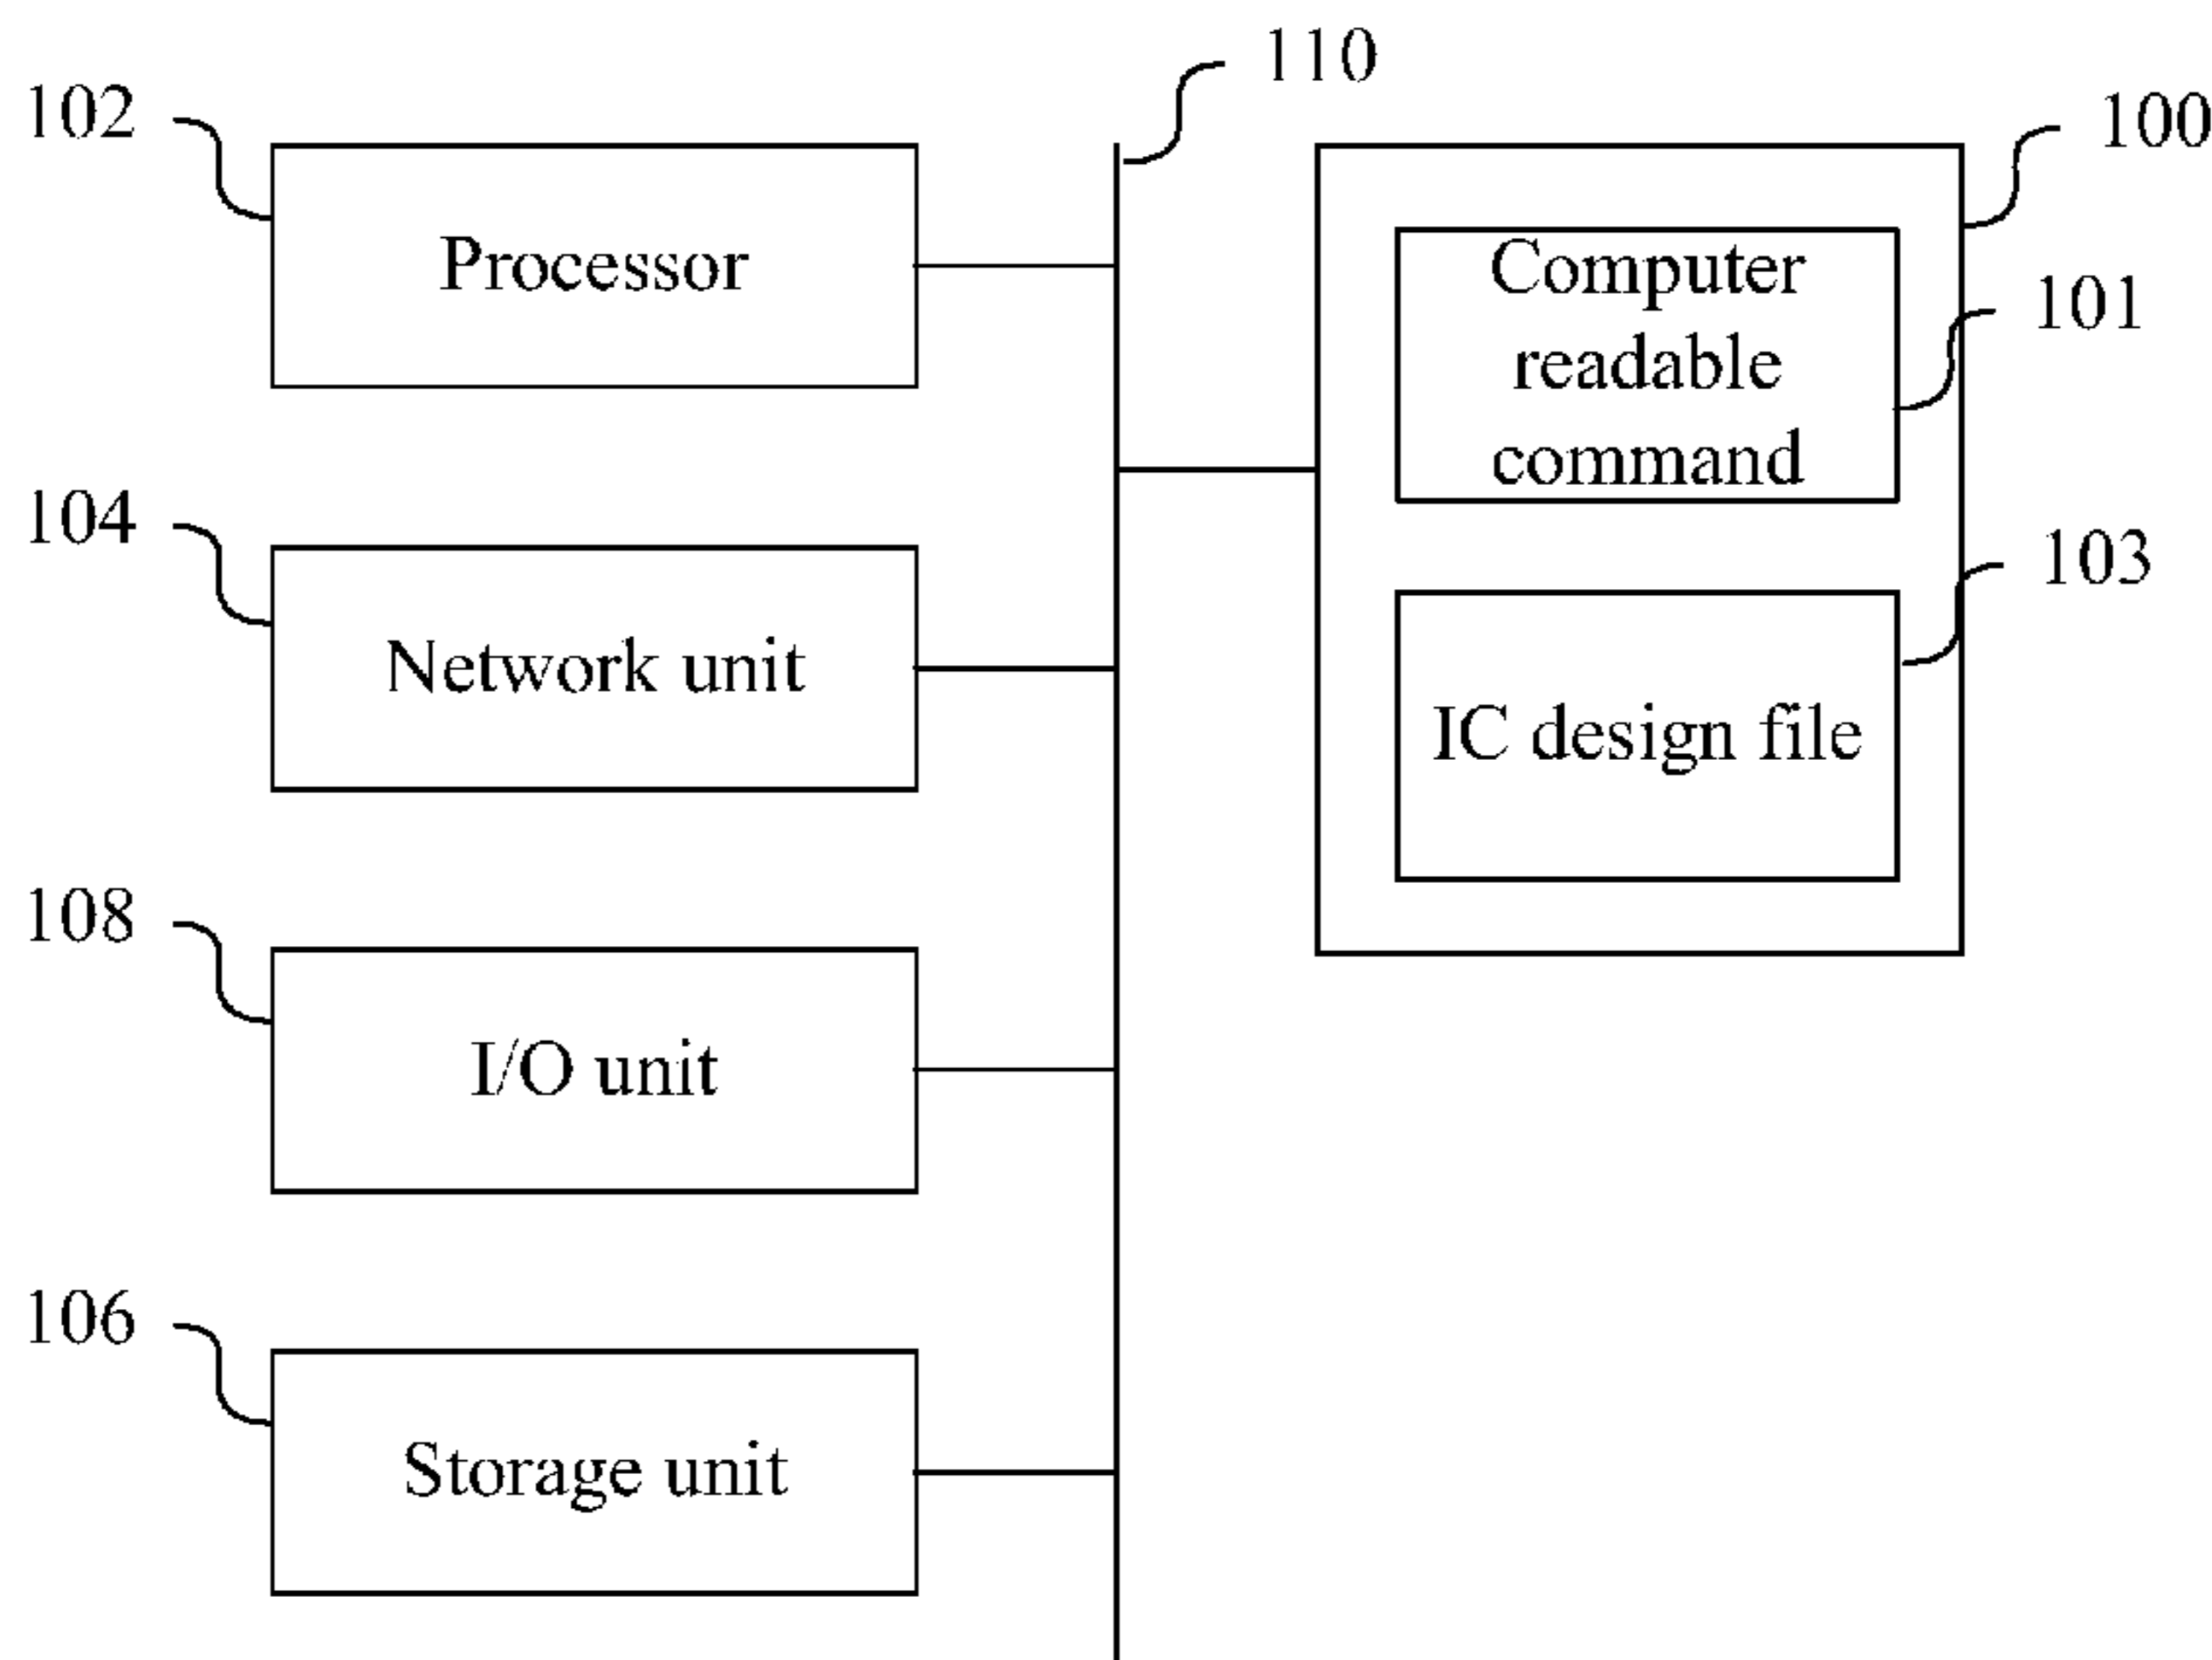 110
102
100
Processor
Computer
readable
command
101
104
103
Network unit
IC design file
108
I/O unit
106
Storage unit